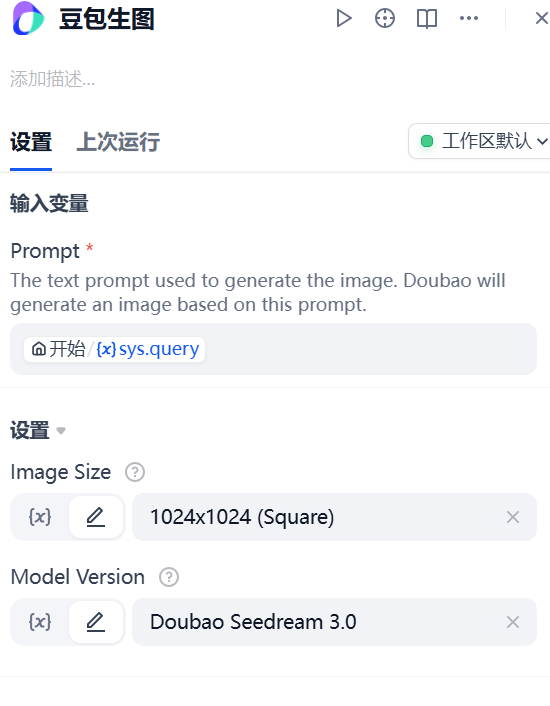 豆包生图
添加描述...
设置 上次运行 工作区默认
输入变量
Prompt *
The text prompt used to generate the image. Doubao will
generate an image based on this prompt.
开始/{x}sys.query
设置
Image Size ?
{x} 1024x1024 (Square)
Model Version ?
{x} Doubao Seedream 3.0